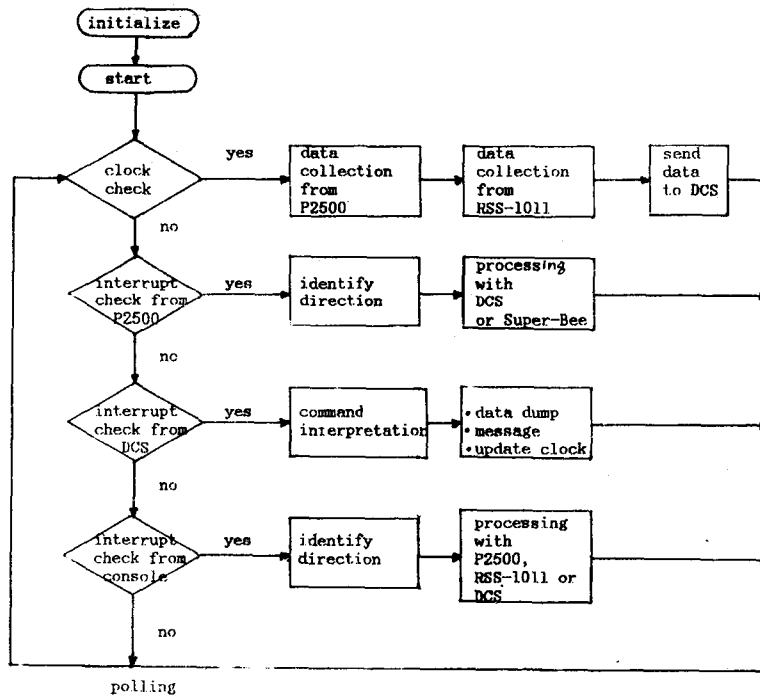 initialize
start
clock
check
yes
data
collection
from
P2500
data
collection
from
RSS-1011
send
data
to DCS
no
interrupt
check from
P2500
yes
identify
direction
processing
with
DCS
or Super-Bee
no
interrupt
check from
DCS
yes
command
interpretation
• data dump
• message
• update clock
no
interrupt
check from
console
yes
identify
direction
processing
with
P2500,
RSS-1011 or
DCS
no
polling